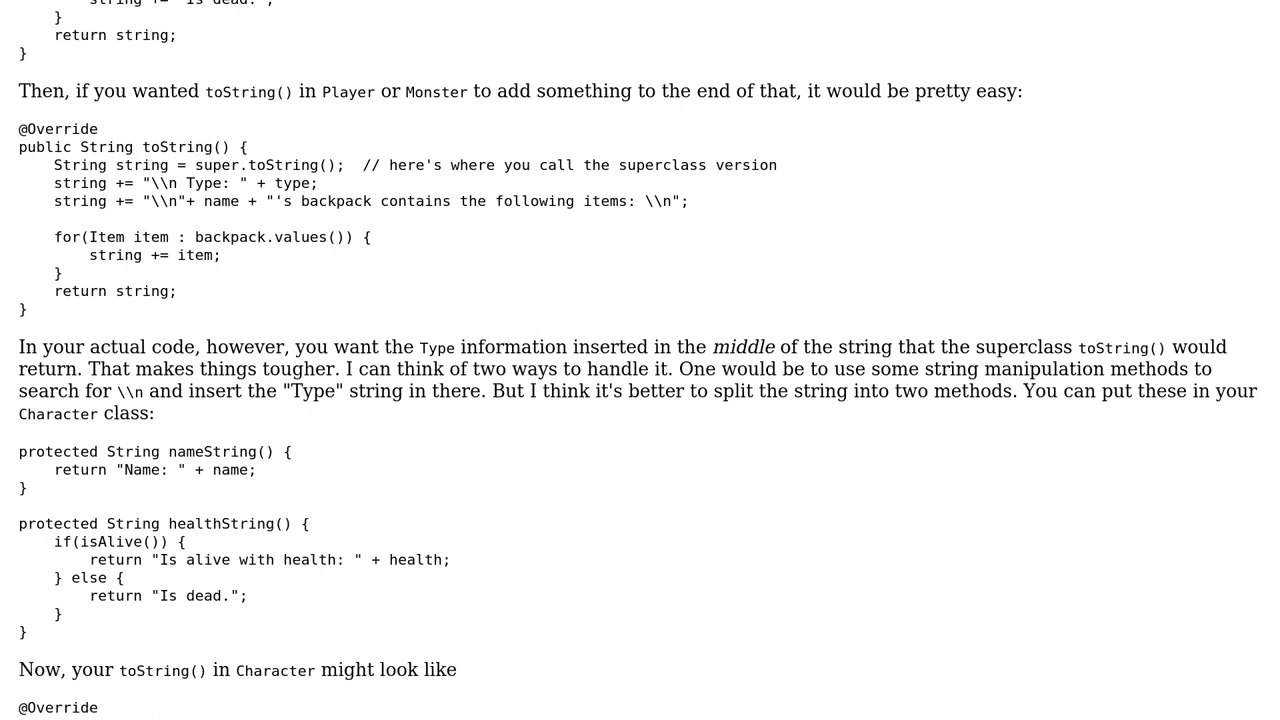 string += "Is dead.";
    }
    return string;
}
Then, if you wanted toString() in Player or Monster to add something to the end of that, it would be pretty easy:
@Override
public String toString() {
    String string = super.toString();  // here's where you call the superclass version
    string += "\\n Type: " + type;
    string += "\\n"+ name + "'s backpack contains the following items: \\n";
    for(Item item : backpack.values()) {
        string += item;
    }
    return string;
}
In your actual code, however, you want the Type information inserted in the middle of the string that the superclass toString() would
return. That makes things tougher. I can think of two ways to handle it. One would be to use some string manipulation methods to
search for \\n and insert the "Type" string in there. But I think it's better to split the string into two methods. You can put these in your
Character class:
protected String nameString() {
    return "Name: " + name;
}
protected String healthString() {
    if(isAlive()) {
        return "Is alive with health: " + health;
    } else {
        return "Is dead.";
    }
}
Now, your toString() in Character might look like
@Override